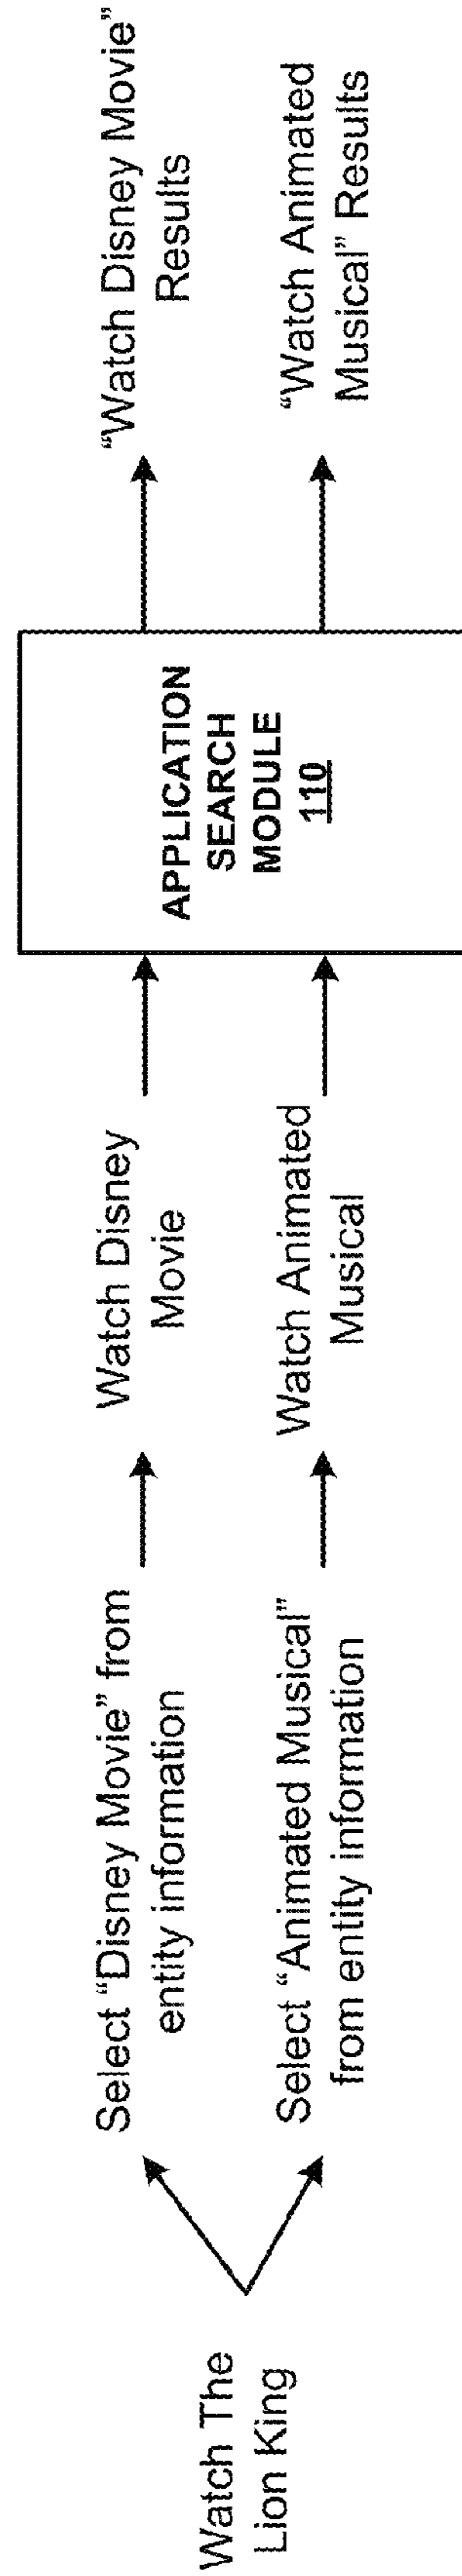 Watch The
Lion King
Select “Disney Movie” from
entity information
Select “Animated Musical”
from entity information
Watch Disney
Movie
Watch Animated
Musical
APPLICATION
SEARCH
MODULE
110
“Watch Disney Movie”
Results
“Watch Animated
Musical” Results